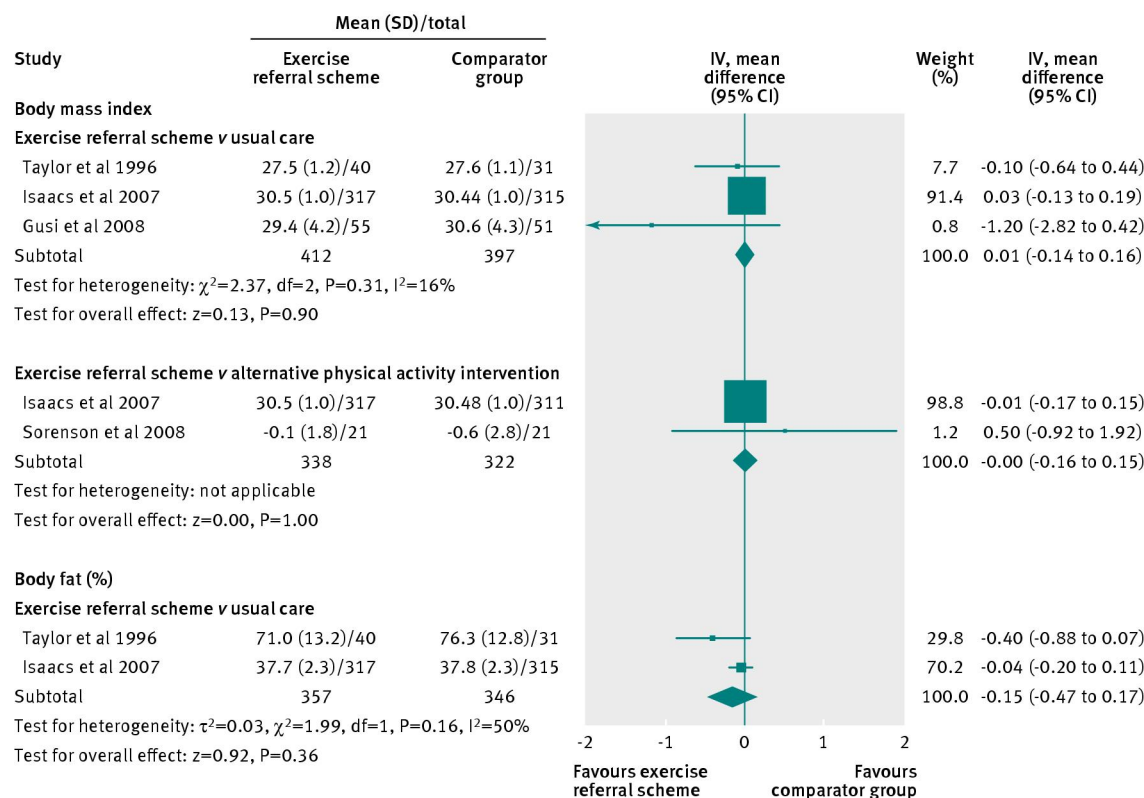 Mean (SD)/total
Study Exercise referral scheme Comparator group IV, mean difference (95% CI) Weight (%) IV, mean difference (95% CI)
Body mass index
Exercise referral scheme v usual care
Taylor et al 1996 27.5 (1.2)/40 27.6 (1.1)/31 7.7 -0.10 (-0.64 to 0.44)
Isaacs et al 2007 30.5 (1.0)/317 30.44 (1.0)/315 91.4 0.03 (-0.13 to 0.19)
Gusi et al 2008 29.4 (4.2)/55 30.6 (4.3)/51 0.8 -1.20 (-2.82 to 0.42)
Subtotal 412 397 100.0 0.01 (-0.14 to 0.16)
Test for heterogeneity: χ²=2.37, df=2, P=0.31, I²=16%
Test for overall effect: z=0.13, P=0.90
Exercise referral scheme v alternative physical activity intervention
Isaacs et al 2007 30.5 (1.0)/317 30.48 (1.0)/311 98.8 -0.01 (-0.17 to 0.15)
Sorenson et al 2008 -0.1 (1.8)/21 -0.6 (2.8)/21 1.2 0.50 (-0.92 to 1.92)
Subtotal 338 322 100.0 -0.00 (-0.16 to 0.15)
Test for heterogeneity: not applicable
Test for overall effect: z=0.00, P=1.00
Body fat (%)
Exercise referral scheme v usual care
Taylor et al 1996 71.0 (13.2)/40 76.3 (12.8)/31 29.8 -0.40 (-0.88 to 0.07)
Isaacs et al 2007 37.7 (2.3)/317 37.8 (2.3)/315 70.2 -0.04 (-0.20 to 0.11)
Subtotal 357 346 100.0 -0.15 (-0.47 to 0.17)
Test for heterogeneity: τ²=0.03, χ²=1.99, df=1, P=0.16, I²=50%
Test for overall effect: z=0.92, P=0.36
-2 -1 0 1 2
Favours exercise referral scheme
Favours comparator group